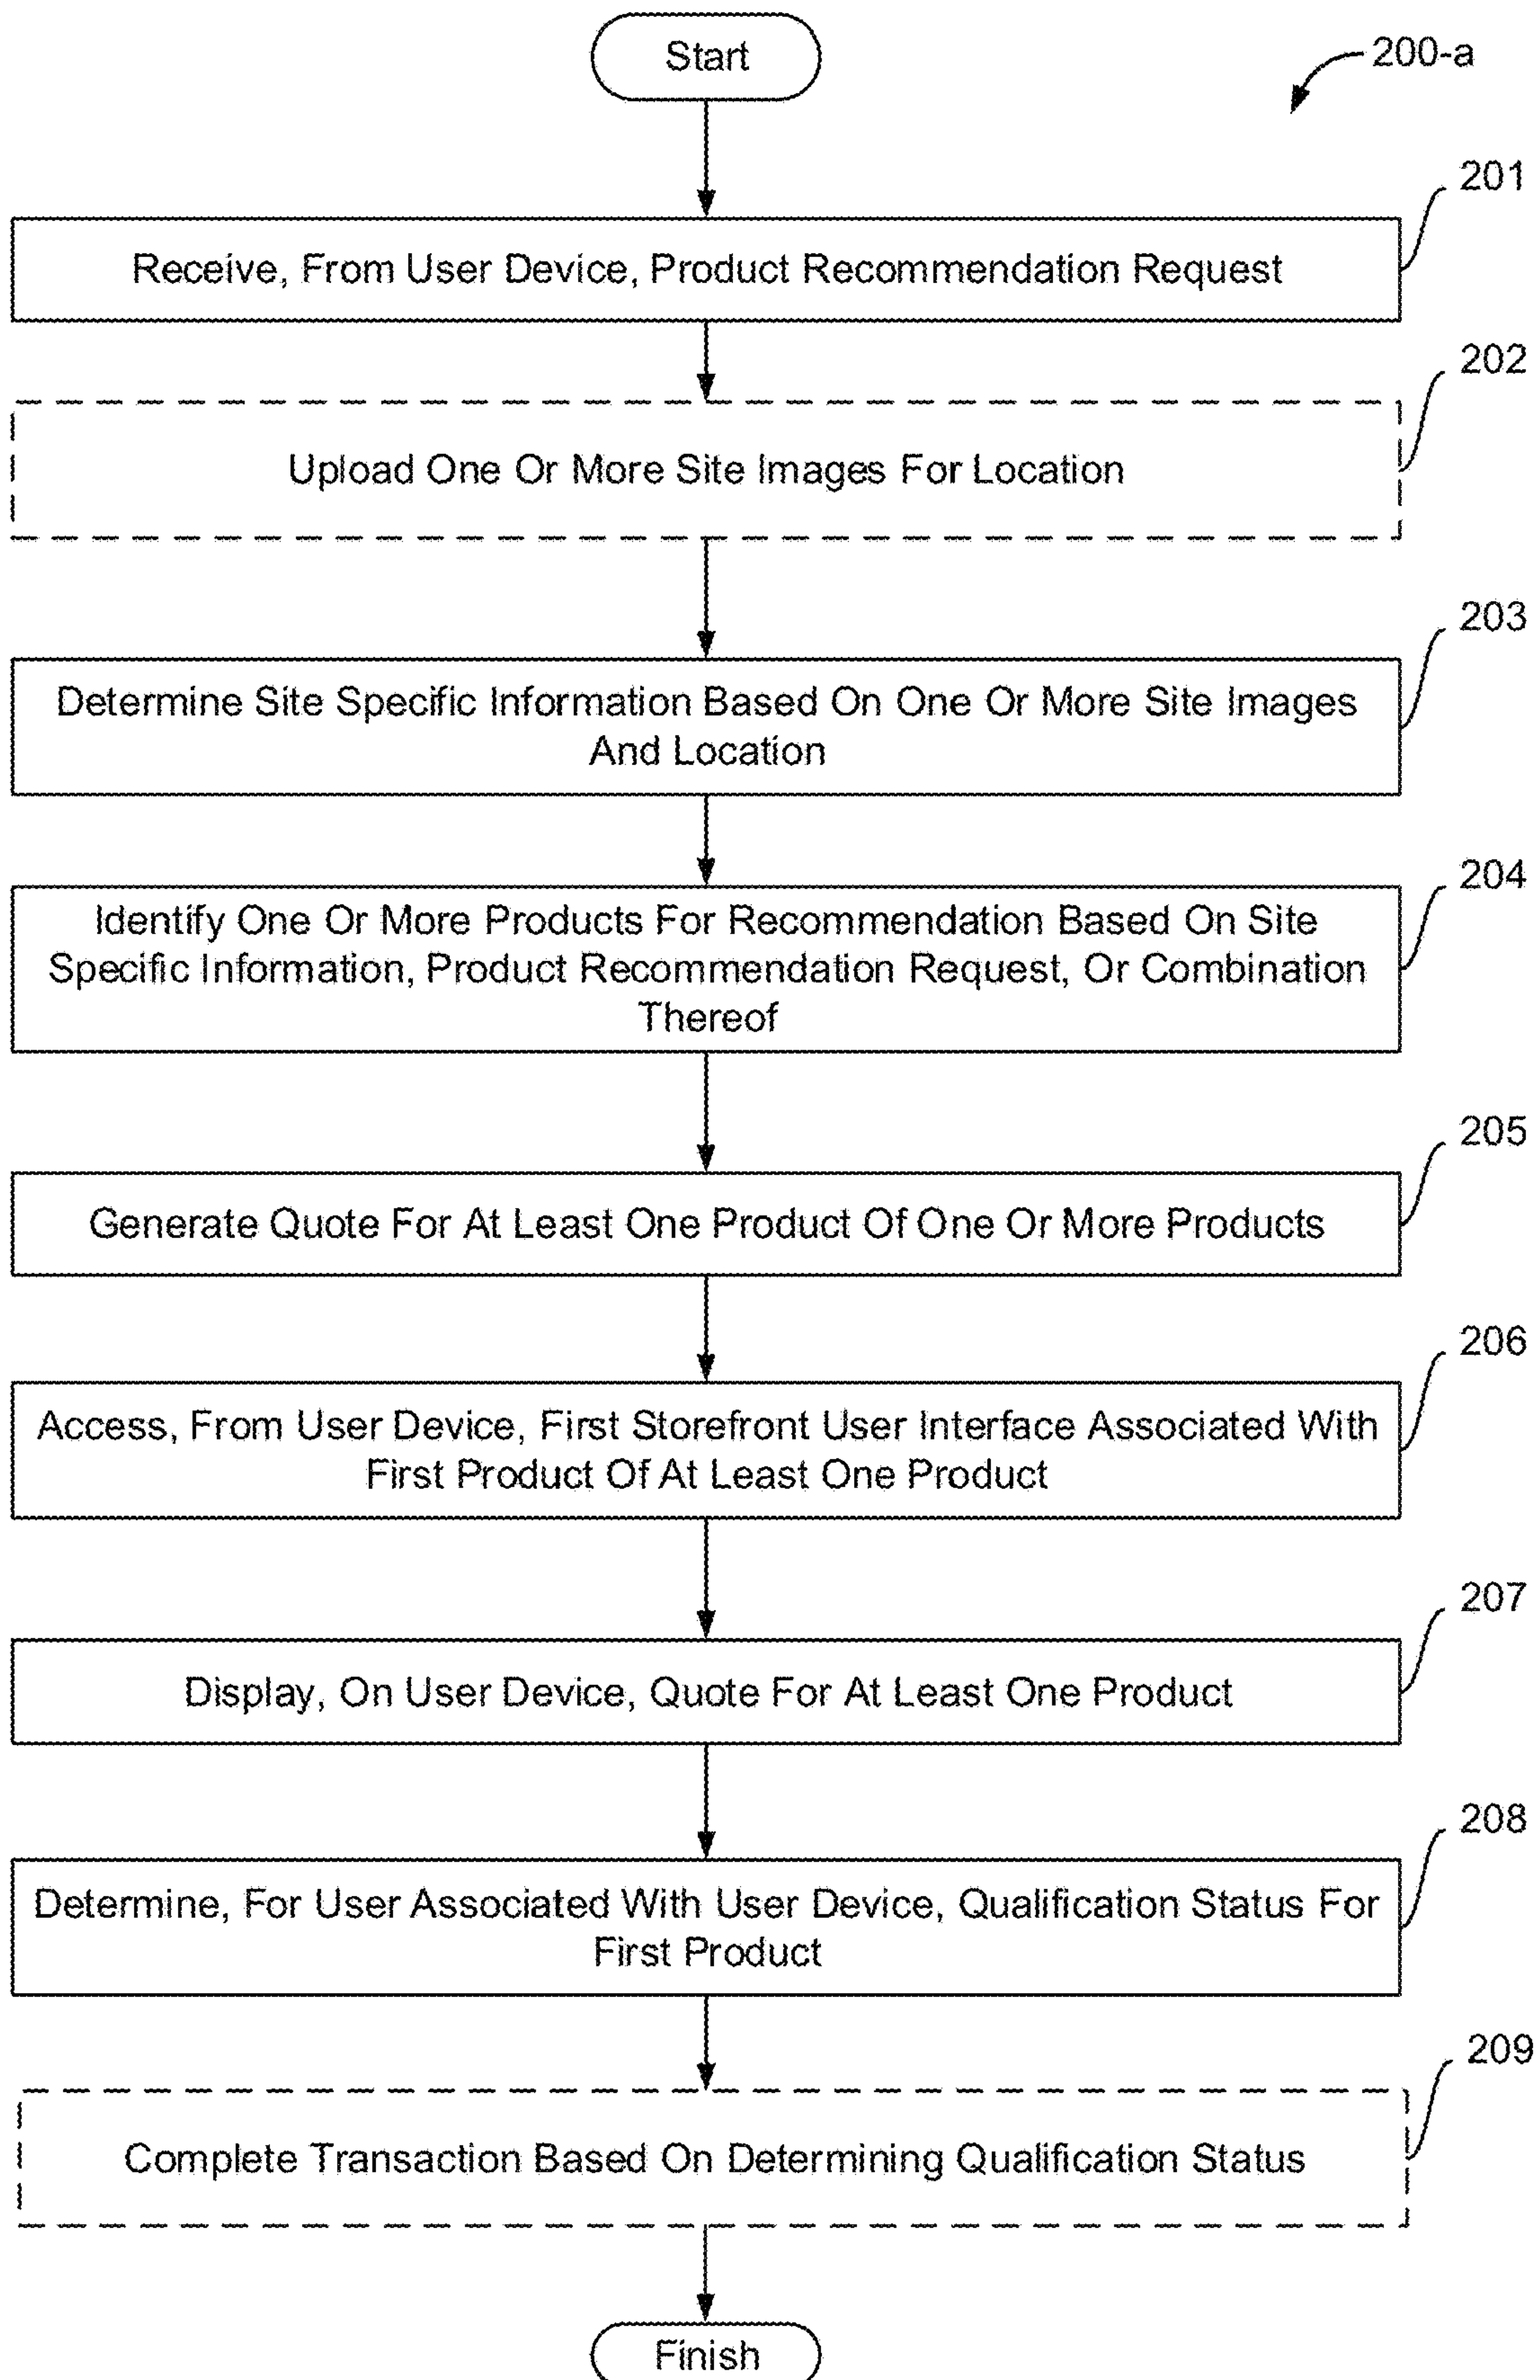 Start
200-a
201
Receive, From User Device, Product Recommendation Request
202
Upload One Or More Site Images For Location
203
Determine Site Specific Information Based On One Or More Site Images
And Location
204
Identify One Or More Products For Recommendation Based On Site
Specific Information, Product Recommendation Request, Or Combination
Thereof
205
Generate Quote For At Least One Product Of One Or More Products
206
Access, From User Device, First Storefront User Interface Associated With
First Product Of At Least One Product
207
Display, On User Device, Quote For At Least One Product
208
Determine, For User Associated With User Device, Qualification Status For
First Product
209
Complete Transaction Based On Determining Qualification Status
Finish